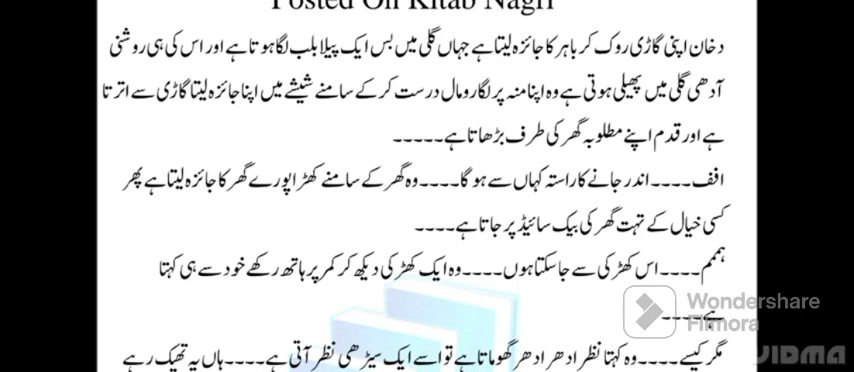 Posted On Kitab Nagri
دخان اپنی گاڑی روک کر باہر کا جائزہ لیتا ہے جہاں گلی میں بس ایک پیلا بلب لگا ہوتا ہے اور اس کی ہی روشنی
آدھی گلی میں پھیلی ہوتی ہے وہ اپنا منہ پر لگا رومال درست کر کے سامنے شیشے میں اپنا جائزہ لیتا گاڑی سے اترتا
ہے اور قدم اپنے مطلوبہ گھر کی طرف بڑھاتا ہے۔۔۔۔۔
افف۔۔۔۔ اندر جانے کا راستہ کہاں سے ہو گا۔۔۔۔ وہ گھر کے سامنے کھڑا پورے گھر کا جائزہ لیتا ہے پھر
کسی خیال کے تہت گھر کی بیک سائیڈ پر جاتا ہے۔۔۔۔
ہممم۔۔۔۔ اس کھڑکی سے جا سکتا ہوں۔۔۔۔ وہ ایک کھڑکی دیکھ کر کمر پر ہاتھ رکھے خود سے ہی کہتا
ہے۔۔۔۔
مگر کیسے۔۔۔۔ وہ کہتا نظر ادھر ادھر گھوماتا ہے تو اسے ایک سیڑھی نظر آتی ہے۔۔۔۔ ہاں یہ ٹھیک رہے
Wondershare
Filmora
VIDMA